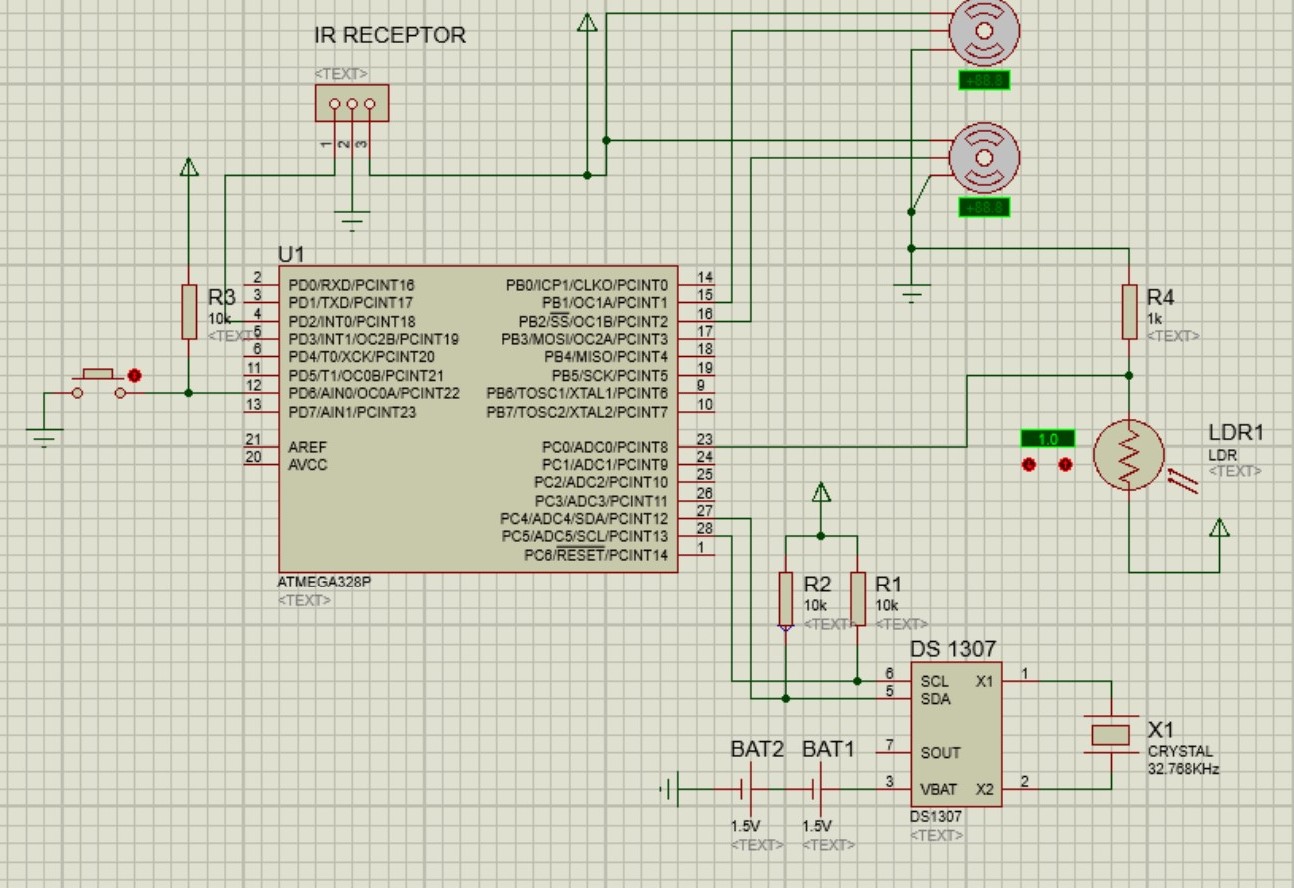 IR RECEPTOR
<TEXT>
1 2 3
+88.8
+88.8
U1
2 PD0/RXD/PCINT16 PB0/ICP1/CLKO/PCINT0 14
3 PD1/TXD/PCINT17 PB1/OC1A/PCINT1 15
4 PD2/INT0/PCINT18 PB2/SS/OC1B/PCINT2 16
5 PD3/INT1/OC2B/PCINT19 PB3/MOSI/OC2A/PCINT3 17
6 PD4/T0/XCK/PCINT20 PB4/MISO/PCINT4 18
11 PD5/T1/OC0B/PCINT21 PB5/SCK/PCINT5 19
12 PD6/AIN0/OC0A/PCINT22 PB6/TOSC1/XTAL1/PCINT6 9
13 PD7/AIN1/PCINT23 PB7/TOSC2/XTAL2/PCINT7 10
21 AREF PC0/ADC0/PCINT8 23
20 AVCC PC1/ADC1/PCINT9 24
PC2/ADC2/PCINT10 25
PC3/ADC3/PCINT11 26
PC4/ADC4/SDA/PCINT12 27
PC5/ADC5/SCL/PCINT13 28
PC6/RESET/PCINT14 1
ATMEGA328P
<TEXT>
R3
10k
<TEXT>
R4
1k
<TEXT>
1.0
LDR1
LDR
<TEXT>
R2
10k
<TEXT>
R1
10k
<TEXT>
DS 1307
6 SCL X1 1
5 SDA
7 SOUT
3 VBAT X2 2
DS1307
<TEXT>
X1
CRYSTAL
32.768KHz
BAT2
1.5V
<TEXT>
BAT1
1.5V
<TEXT>